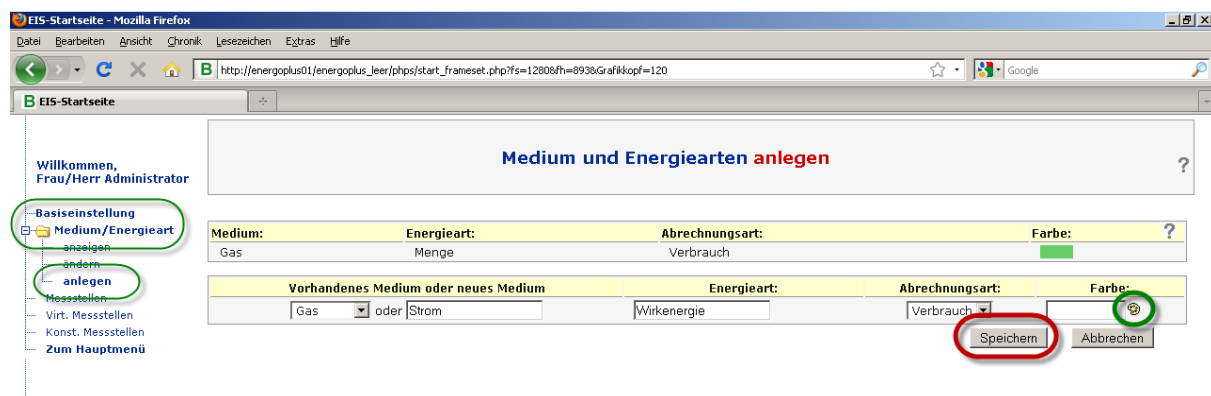 EIS-Startseite - Mozilla Firefox
Datei Bearbeiten Ansicht Chronik Lesezeichen Extras Hilfe
http://energoplus01/energoplus_leer/phps/start_frameset.php?fs=1280&fh=893&Grafikkopf=120
Google
EIS-Startseite
Willkommen,
Frau/Herr Administrator
Medium und Energiearten anlegen
?
Basiseinstellung
Medium/Energieart
anzeigen
ändern
anlegen
Messstellen
Virt. Messstellen
Konst. Messstellen
Zum Hauptmenü
Medium: Energieart: Abrechnungsart: Farbe: ?
Gas Menge Verbrauch
Vorhandenes Medium oder neues Medium Energieart: Abrechnungsart: Farbe:
Gas oder Strom Wirkenergie Verbrauch
Speichern Abbrechen